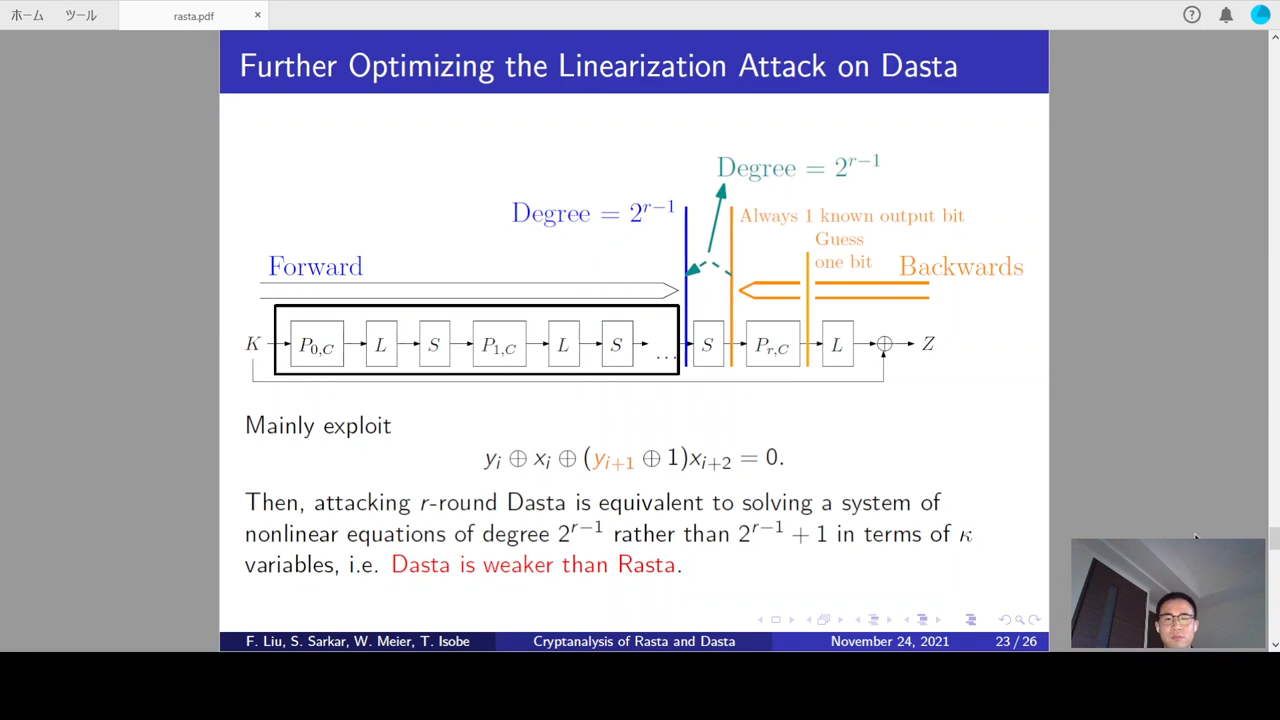 ホーム ツール rasta.pdf ×
Further Optimizing the Linearization Attack on Dasta
Degree = 2^{r−1}
Degree = 2^{r−1}
Always 1 known output bit
Guess
one bit
Forward
Backwards
K P_{0,C} L S P_{1,C} L S ... S P_{r,C} L ⊕ Z
Mainly exploit
y_i ⊕ x_i ⊕ (y_{i+1} ⊕ 1)x_{i+2} = 0.
Then, attacking r-round Dasta is equivalent to solving a system of
nonlinear equations of degree 2^{r−1} rather than 2^{r−1} + 1 in terms of κ
variables, i.e. Dasta is weaker than Rasta.
F. Liu, S. Sarkar, W. Meier, T. Isobe Cryptanalysis of Rasta and Dasta November 24, 2021 23 / 26